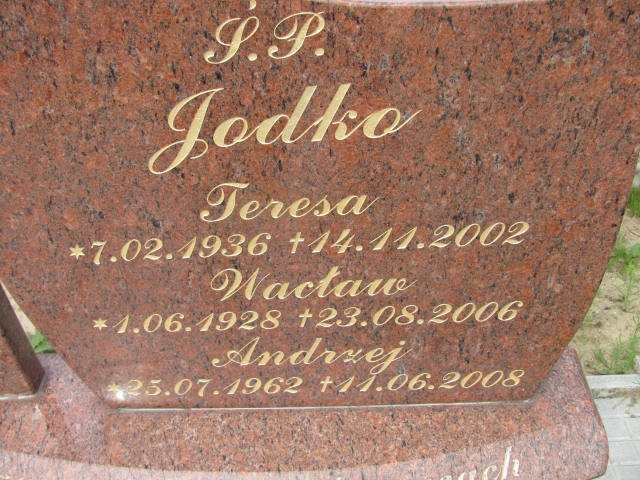 Ś.P.
Jodko
Teresa
*7.02.1936 †14.11.2002
Wacław
*1.06.1928 †23.08.2006
Andrzej
*25.07.1962 †11.06.2008